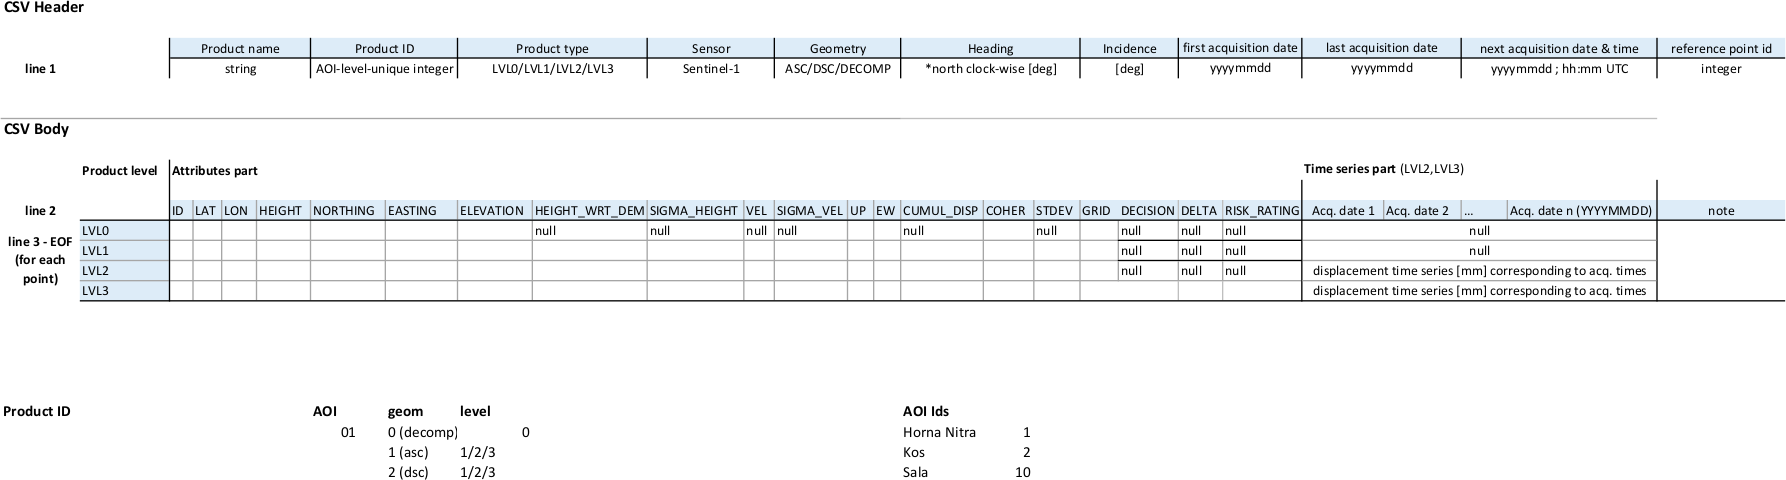 CSV Header
Product name Product ID Product type Sensor Geometry Heading Incidence first acquisition date last acquisition date next acquisition date & time reference point id
line 1 string AOI-level-unique integer LVL0/LVL1/LVL2/LVL3 Sentinel-1 ASC/DSC/DECOMP *north clock-wise [deg] [deg] yyyymmdd yyyymmdd yyyymmdd ; hh:mm UTC integer
CSV Body
Product level Attributes part Time series part (LVL2,LVL3)
line 2 ID LAT LON HEIGHT NORTHING EASTING ELEVATION HEIGHT_WRT_DEM SIGMA_HEIGHT VEL SIGMA_VEL UP EW CUMUL_DISP COHER STDEV GRID DECISION DELTA RISK_RATING Acq. date 1 Acq. date 2 ... Acq. date n (YYYYMMDD) note
LVL0 null null null null null null null null null null
line 3 - EOF
(for each
point)
LVL1 null null null null
LVL2 null null null displacement time series [mm] corresponding to acq. times
LVL3 displacement time series [mm] corresponding to acq. times
Product ID AOI geom level AOI Ids
01 0 (decomp) 0 Horna Nitra 1
1 (asc) 1/2/3 Kos 2
2 (dsc) 1/2/3 Sala 10